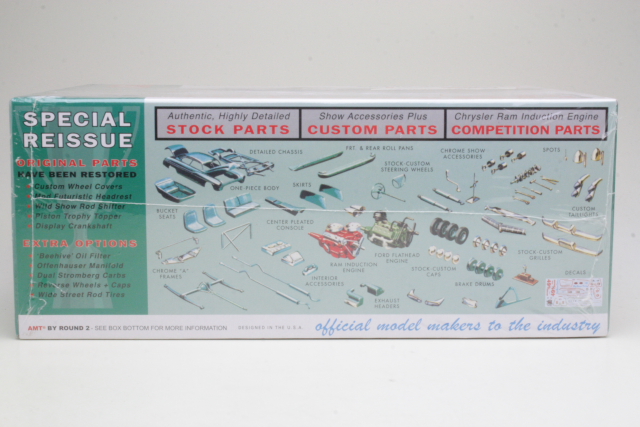 SPECIAL
REISSUE
ORIGINAL PARTS
HAVE BEEN RESTORED
Custom Wheel Covers
Mad Futuristic Headrest
Wild Show Rod Shifter
Piston Trophy Topper
Display Crankshaft
EXTRA OPTIONS
'Beehive' Oil Filter
Offenhauser Manifold
Dual Stromberg Carbs
Reverse Wheels + Caps
Wide Street Rod Tires
Authentic, Highly Detailed
STOCK PARTS
Show Accessories Plus
CUSTOM PARTS
Chrysler Ram Induction Engine
COMPETITION PARTS
DETAILED CHASSIS
FRT. & REAR ROLL PANS
STOCK-CUSTOM
STEERING WHEELS
CHROME SHOW
ACCESSORIES
SPOTS
ONE PIECE BODY
SKIRTS
BUCKET
SEATS
CENTER PLEATED
CONSOLE
CUSTOM
TAILLIGHTS
CHROME "A"
FRAMES
RAM INDUCTION
ENGINE
FORD FLATHEAD
ENGINE
STOCK-CUSTOM
CAPS
STOCK CUSTOM
GRILLES
INTERIOR
ACCESSORIES
BRAKE DRUMS
DECALS
EXHAUST
HEADERS
AMT® BY ROUND 2 - SEE BOX BOTTOM FOR MORE INFORMATION
DESIGNED IN THE U.S.A.
official model makers to the industry